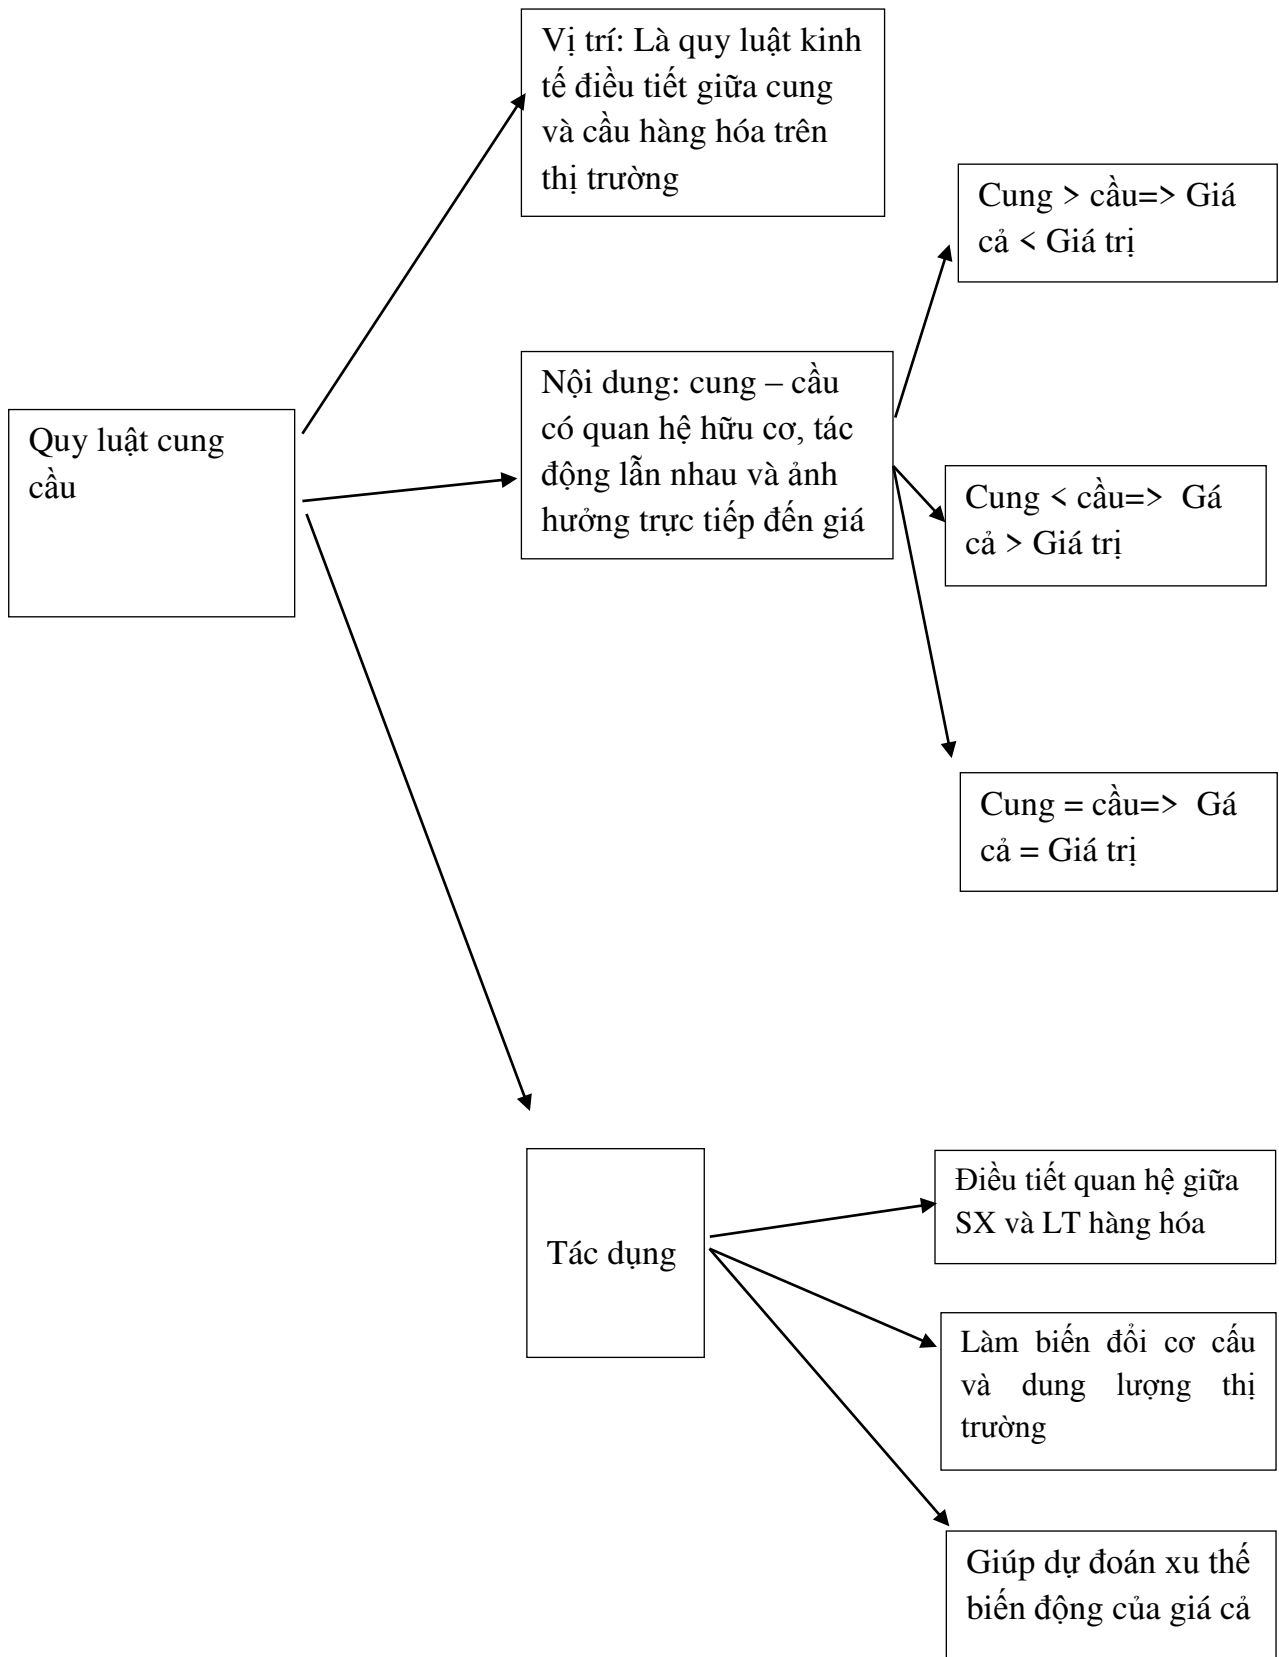 Vị trí: Là quy luật kinh
tế điều tiết giữa cung
và cầu hàng hóa trên
thị trường
Cung > cầu=> Giá
cả < Giá trị
Nội dung: cung – cầu
có quan hệ hữu cơ, tác
động lẫn nhau và ảnh
hưởng trực tiếp đến giá
Quy luật cung
cầu
Cung < cầu=> Gá
cả > Giá trị
Cung = cầu=> Gá
cả = Giá trị
Tác dụng
Điều tiết quan hệ giữa
SX và LT hàng hóa
Làm biến đổi cơ cấu
và dung lượng thị
trường
Giúp dự đoán xu thế
biến động của giá cả